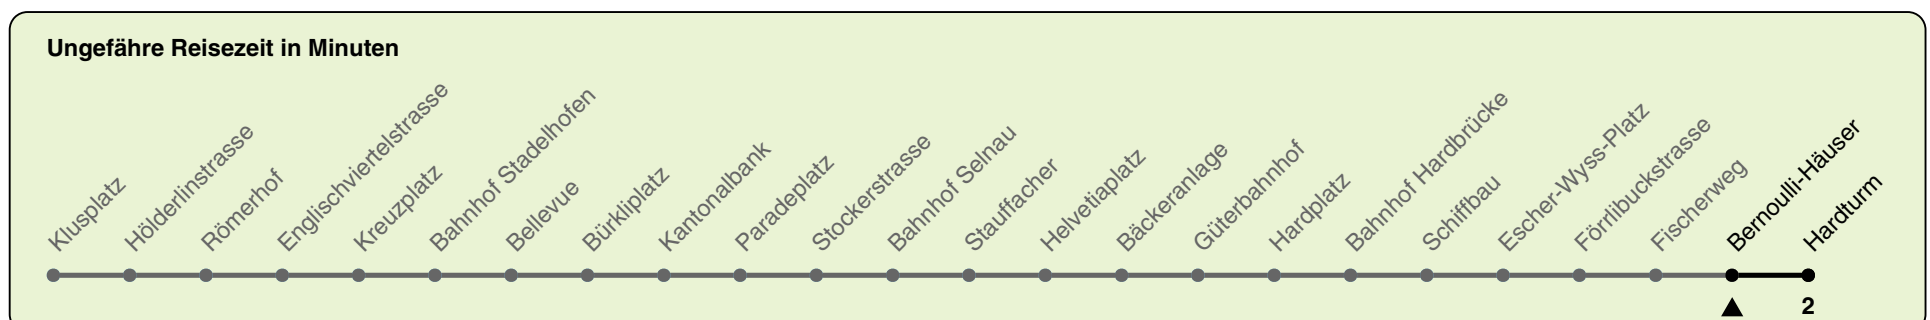 Ungefähre Reisezeit in Minuten
Klusplatz
Hölderlinstrasse
Römerhof
Englischviertelstrasse
Kreuzplatz
Bahnhof Stadelhofen
Bellevue
Bürkliplatz
Kantonalbank
Paradeplatz
Stockerstrasse
Bahnhof Selnau
Stauffacher
Helvetiaplatz
Bäckeranlage
Güterbahnhof
Hardplatz
Bahnhof Hardbrücke
Schiffbau
Escher-Wyss-Platz
Förrlibuckstrasse
Fischerweg
Bernoulli-Häuser
Hardturm
2